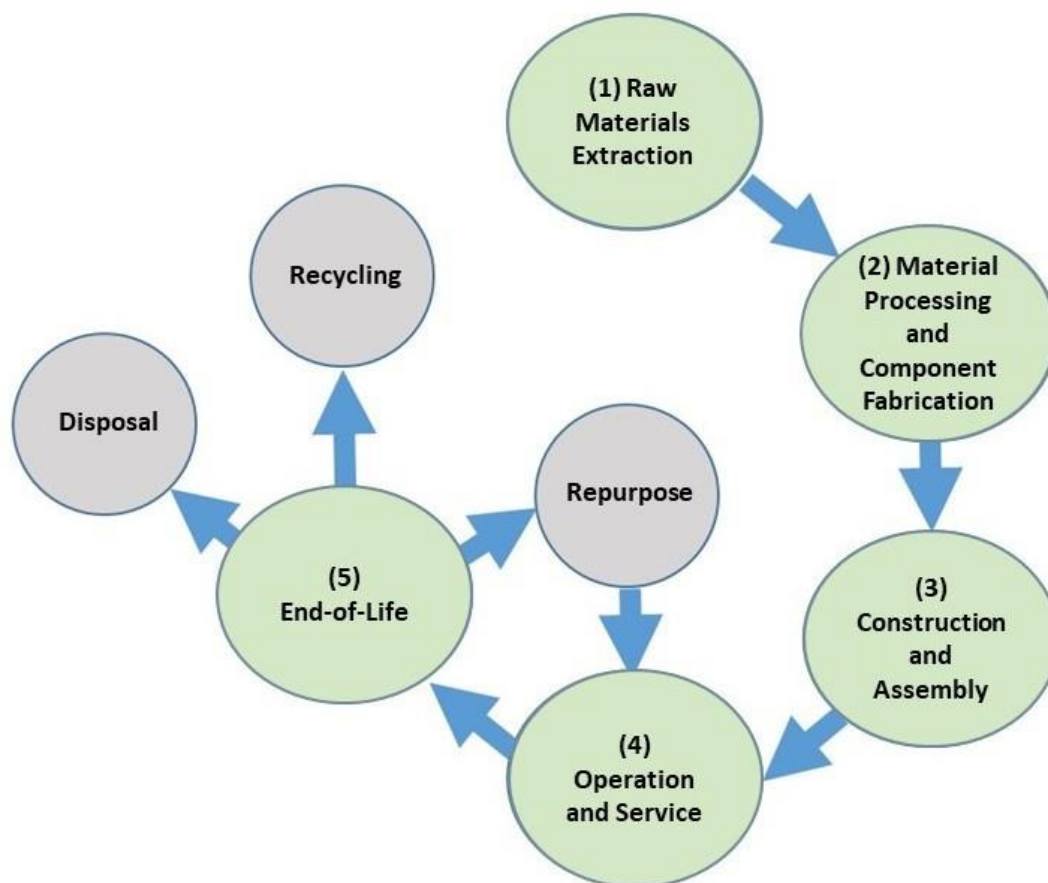 (1) Raw
Materials
Extraction
(2) Material
Processing
and
Component
Fabrication
(3)
Construction
and
Assembly
(4)
Operation
and Service
(5)
End-of-Life
Repurpose
Recycling
Disposal